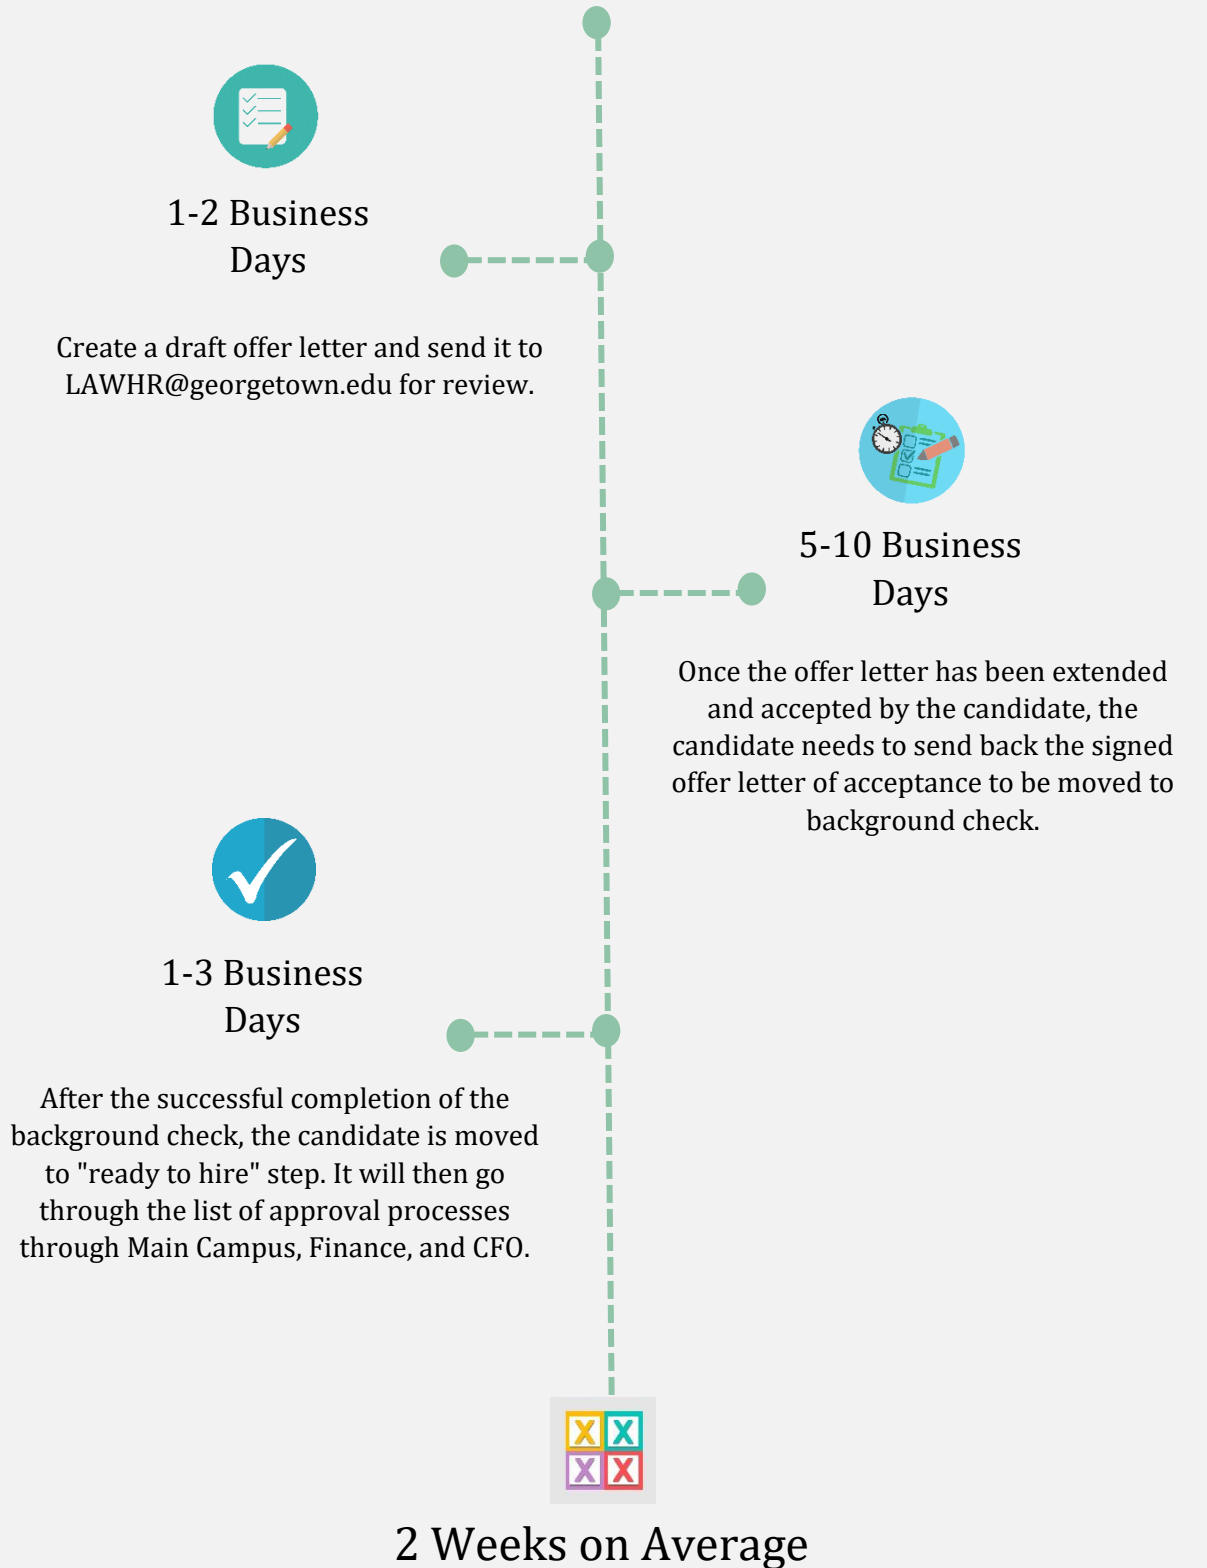 1-2 Business
Days
Create a draft offer letter and send it to
LAWHR@georgetown.edu for review.
5-10 Business
Days
Once the offer letter has been extended
and accepted by the candidate, the
candidate needs to send back the signed
offer letter of acceptance to be moved to
background check.
1-3 Business
Days
After the successful completion of the
background check, the candidate is moved
to "ready to hire" step. It will then go
through the list of approval processes
through Main Campus, Finance, and CFO.
X X
X X
2 Weeks on Average